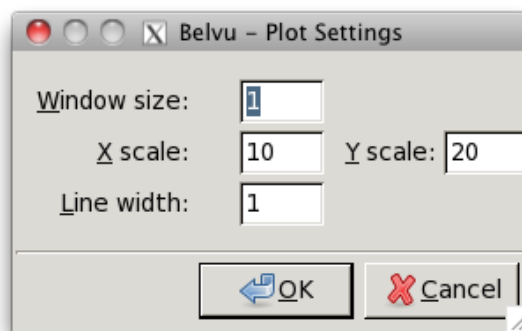 Belvu – Plot Settings
Window size: 1
X scale: 10 Y scale: 20
Line width: 1
OK Cancel